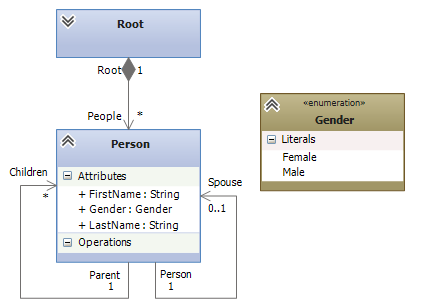 Root
Root 1
People *
Person
Attributes
+ FirstName : String
+ Gender : Gender
+ LastName : String
Operations
Children
*
Spouse
0..1
Parent
1
Person
1
«enumeration»
Gender
Literals
Female
Male